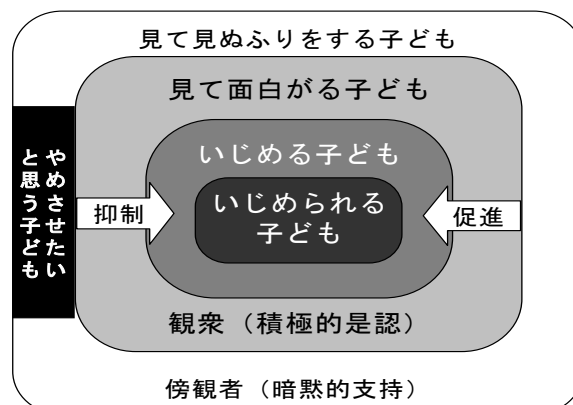 見て見ぬふりをする子ども
見て面白がる子ども
いじめる子ども
いじめられる
子ども
やめさせたい
と思う子ども
抑制
促進
観衆（積極的是認）
傍観者（暗黙的支持）